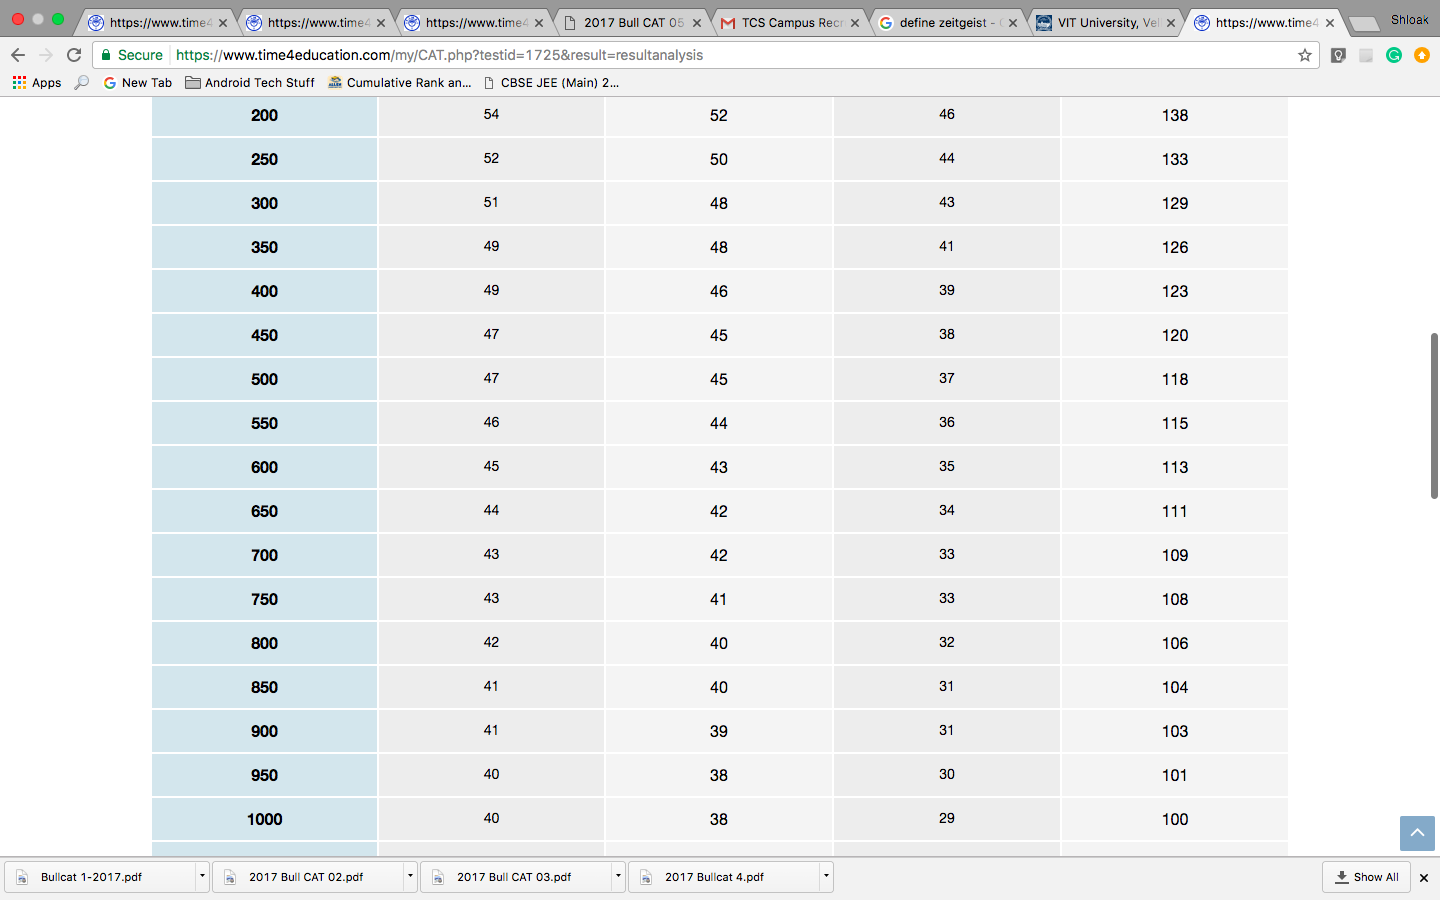 https://www.time4 https://www.time4 https://www.time4 2017 Bull CAT 05 TCS Campus Recr define zeitgeist - VIT University, Vel https://www.time4 Shloak
Secure https://www.time4education.com/my/CAT.php?testid=1725&result=resultanalysis
Apps New Tab Android Tech Stuff Cumulative Rank an... CBSE JEE (Main) 2...
200 54 52 46 138
250 52 50 44 133
300 51 48 43 129
350 49 48 41 126
400 49 46 39 123
450 47 45 38 120
500 47 45 37 118
550 46 44 36 115
600 45 43 35 113
650 44 42 34 111
700 43 42 33 109
750 43 41 33 108
800 42 40 32 106
850 41 40 31 104
900 41 39 31 103
950 40 38 30 101
1000 40 38 29 100
Bullcat 1-2017.pdf 2017 Bull CAT 02.pdf 2017 Bull CAT 03.pdf 2017 Bullcat 4.pdf Show All